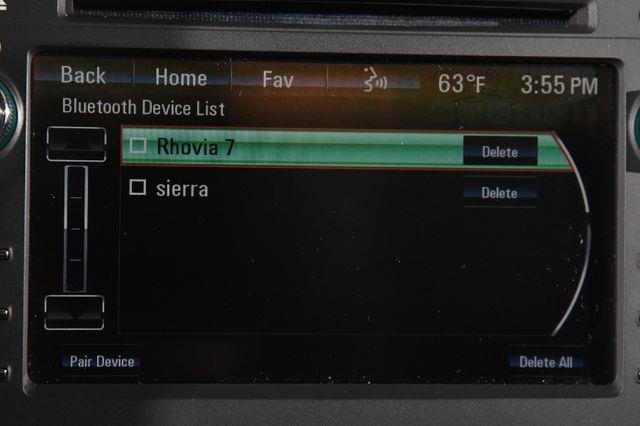 Back Home Fav 63°F 3:55 PM
Bluetooth Device List
Rhovia 7 Delete
sierra Delete
Pair Device Delete All